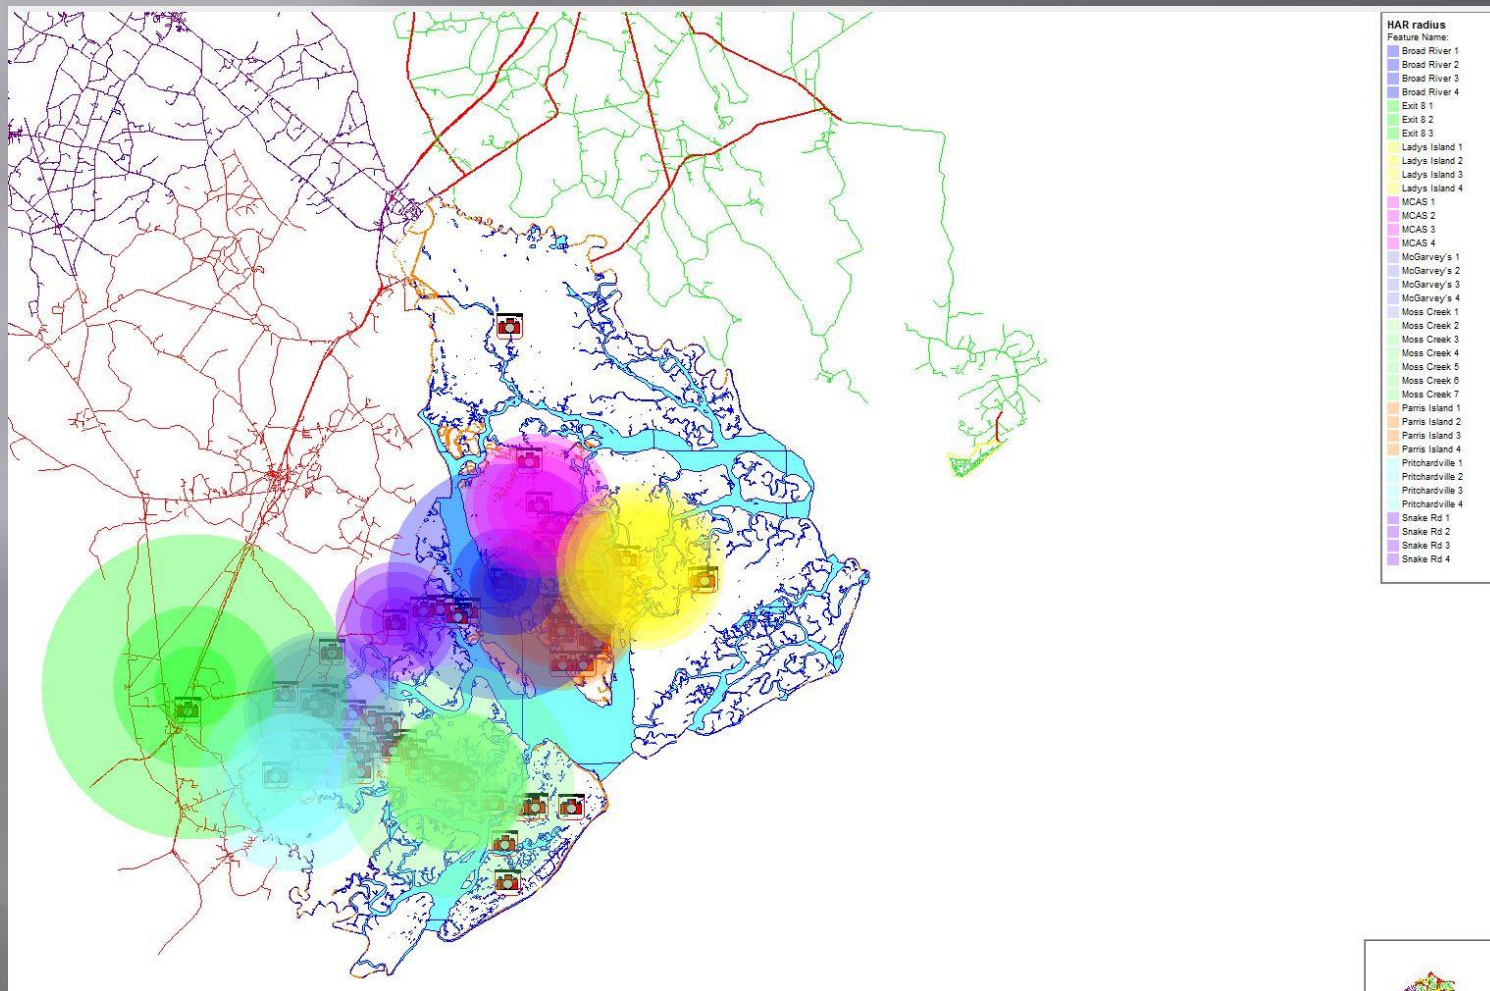 HAR radius
Feature Name:
Broad River 1
Broad River 2
Broad River 3
Broad River 4
Exit 8 1
Exit 8 2
Exit 8 3
Ladys Island 1
Ladys Island 2
Ladys Island 3
Ladys Island 4
MCAS 1
MCAS 2
MCAS 3
MCAS 4
McGarvey's 1
McGarvey's 2
McGarvey's 3
McGarvey's 4
Moss Creek 1
Moss Creek 2
Moss Creek 3
Moss Creek 4
Moss Creek 5
Moss Creek 6
Moss Creek 7
Parris Island 1
Parris Island 2
Parris Island 3
Parris Island 4
Pritchardville 1
Pritchardville 2
Pritchardville 3
Pritchardville 4
Snake Rd 1
Snake Rd 2
Snake Rd 3
Snake Rd 4